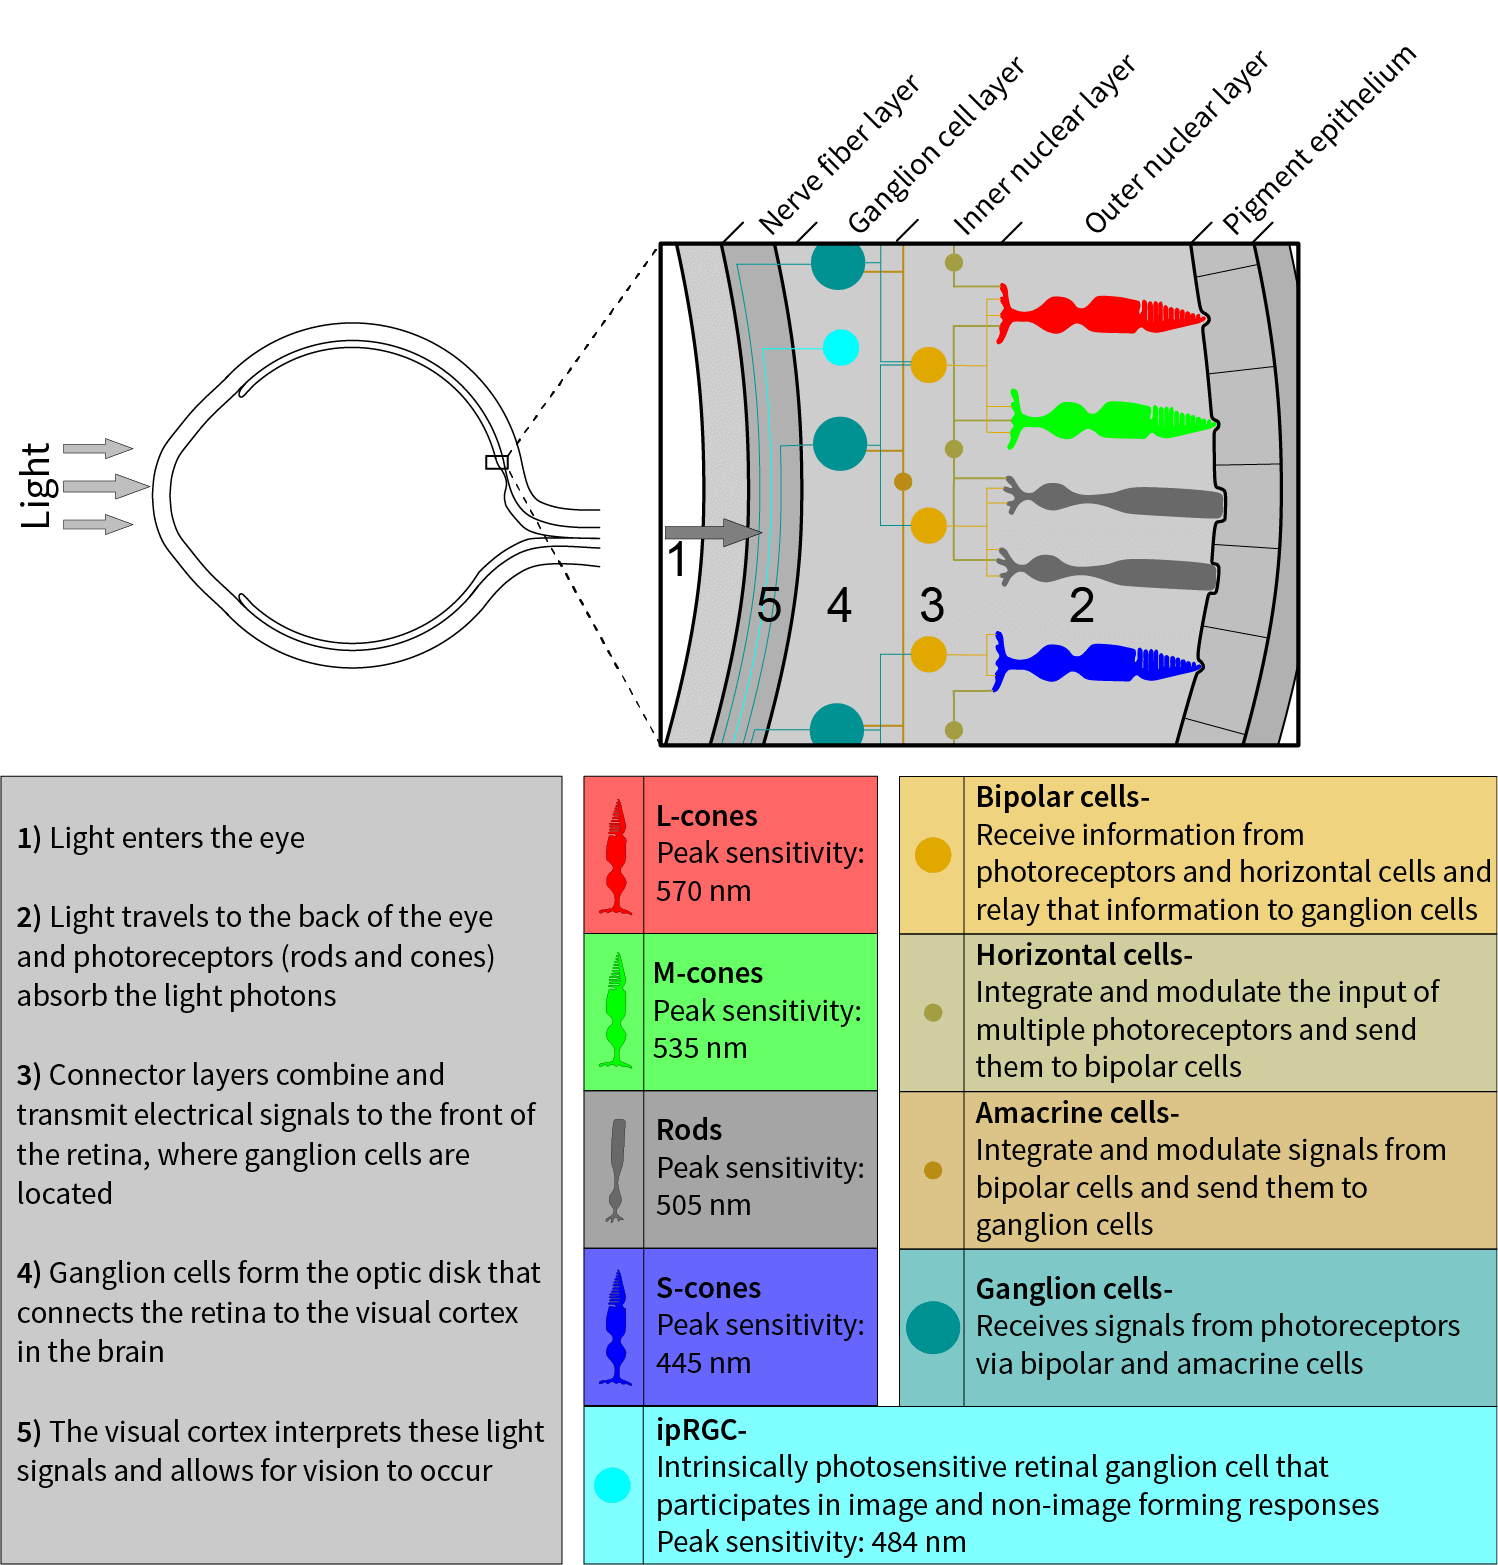 Nerve fiber layer
Ganglion cell layer
Inner nuclear layer
Outer nuclear layer
Pigment epithelium
Light
1
5
4
3
2
1) Light enters the eye
2) Light travels to the back of the eye
and photoreceptors (rods and cones)
absorb the light photons
3) Connector layers combine and
transmit electrical signals to the front of
the retina, where ganglion cells are
located
4) Ganglion cells form the optic disk that
connects the retina to the visual cortex
in the brain
5) The visual cortex interprets these light
signals and allows for vision to occur
L-cones
Peak sensitivity:
570 nm
M-cones
Peak sensitivity:
535 nm
Rods
Peak sensitivity:
505 nm
S-cones
Peak sensitivity:
445 nm
Bipolar cells-
Receive information from
photoreceptors and horizontal cells and
relay that information to ganglion cells
Horizontal cells-
Integrate and modulate the input of
multiple photoreceptors and send
them to bipolar cells
Amacrine cells-
Integrate and modulate signals from
bipolar cells and send them to
ganglion cells
Ganglion cells-
Receives signals from photoreceptors
via bipolar and amacrine cells
ipRGC-
Intrinsically photosensitive retinal ganglion cell that
participates in image and non-image forming responses
Peak sensitivity: 484 nm